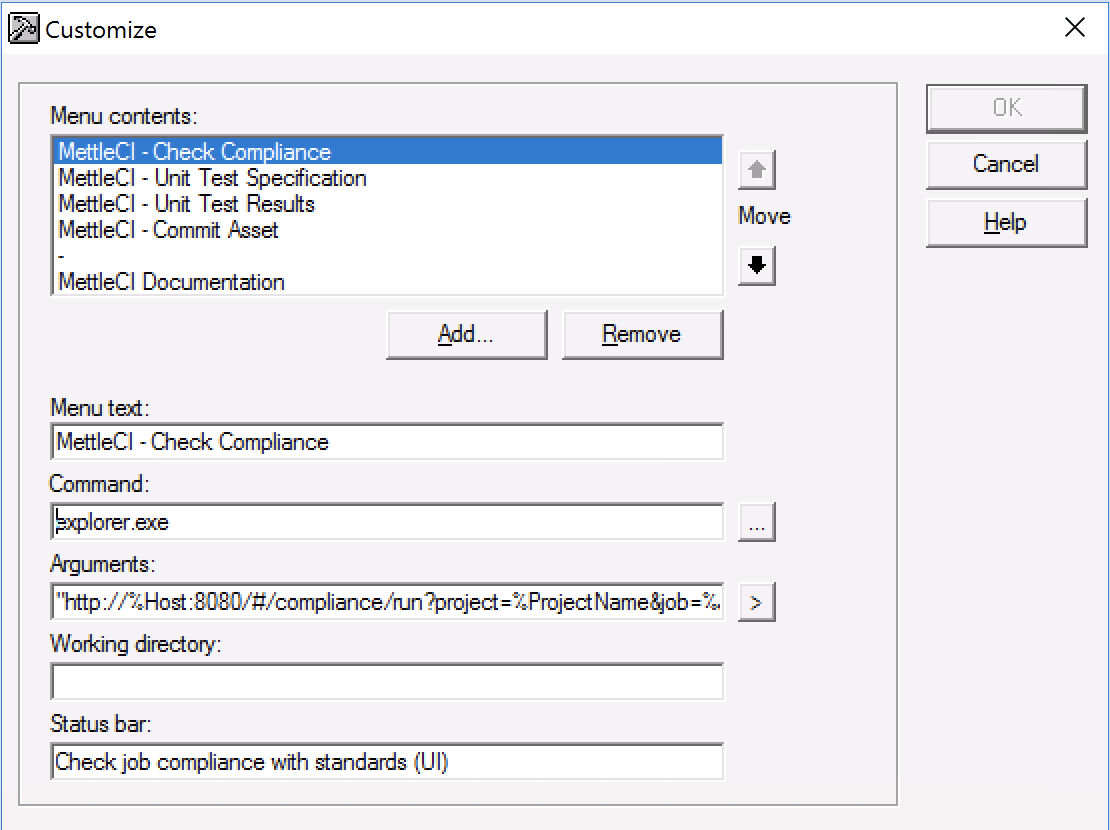 Customize
Menu contents:
MettleCI - Check Compliance
MettleCI - Unit Test Specification
MettleCI - Unit Test Results
MettleCI - Commit Asset
-
MettleCI Documentation
Move
OK
Cancel
Help
Add...
Remove
Menu text:
MettleCI - Check Compliance
Command:
explorer.exe
...
Arguments:
"http://%Host:8080/#/compliance/run?project=%ProjectName&job=%
>
Working directory:
Status bar:
Check job compliance with standards (UI)